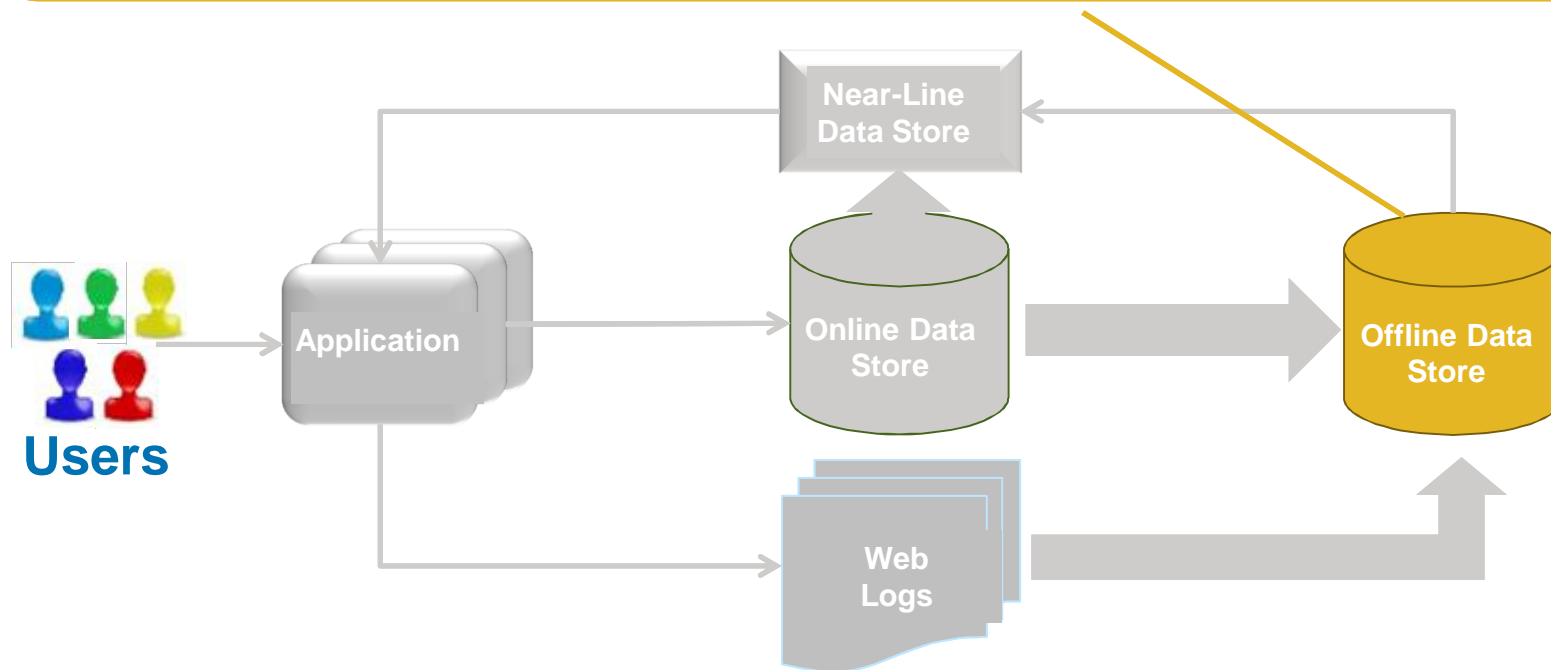 Near-Line
Data Store
Application
Online Data
Store
Offline Data
Store
Users
Web
Logs